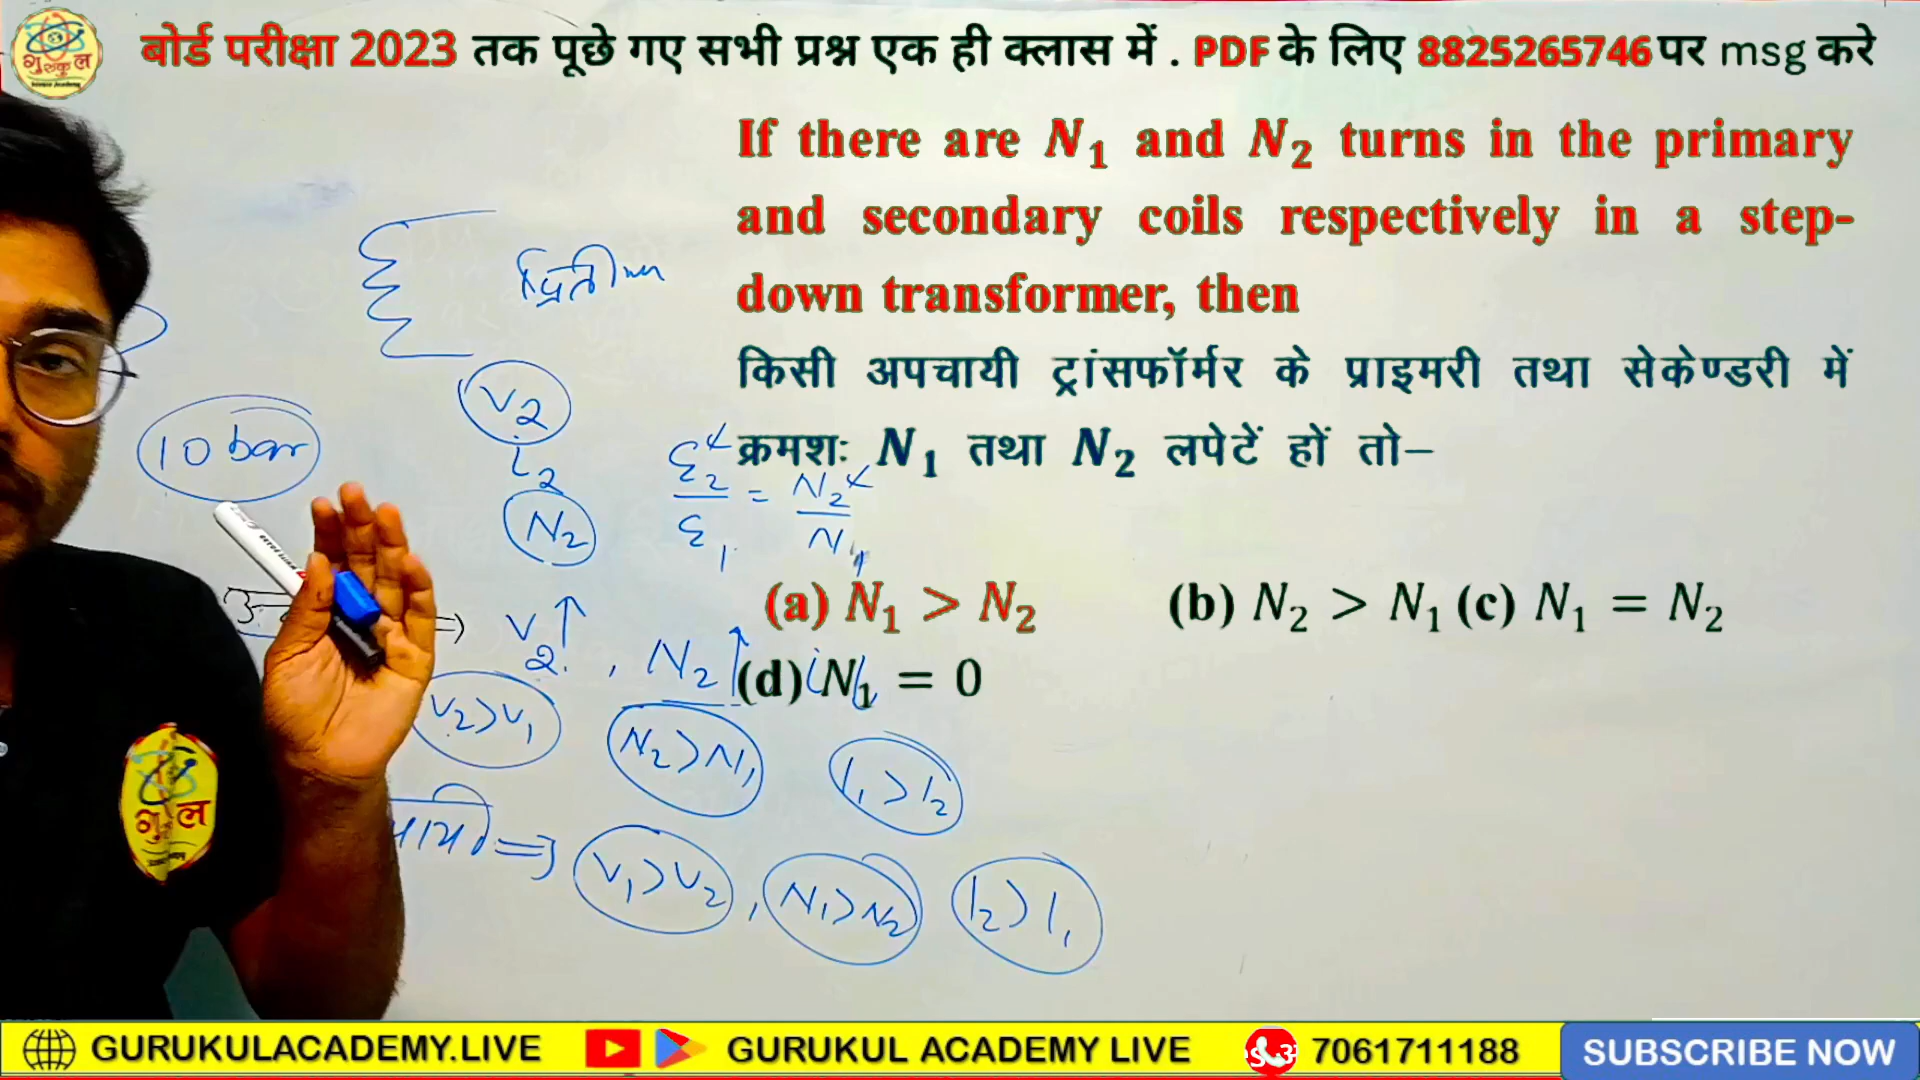 बोर्ड परीक्षा 2023 तक पूछे गए सभी प्रश्न एक ही क्लास में . PDF के लिए 8825265746 पर msg करे
गुरुकुल
If there are N₁ and N₂ turns in the primary
and secondary coils respectively in a step-
down transformer, then
किसी अपचायी ट्रांसफॉर्मर के प्राइमरी तथा सेकेण्डरी में
क्रमशः N₁ तथा N₂ लपेटें हों तो–
(a) N₁ > N₂ (b) N₂ > N₁ (c) N₁ = N₂
(d) N₁ = 0
V₂
i₂
N₂
10 bar
ε₂/ε₁ = N₂/N₁
V₂↑ , N₂↑
V₂>V₁ N₂>N₁ I₁>I₂
⇒ V₁>V₂ , N₁>N₂ I₂>I₁
GURUKULACADEMY.LIVE GURUKUL ACADEMY LIVE 7061711188 SUBSCRIBE NOW